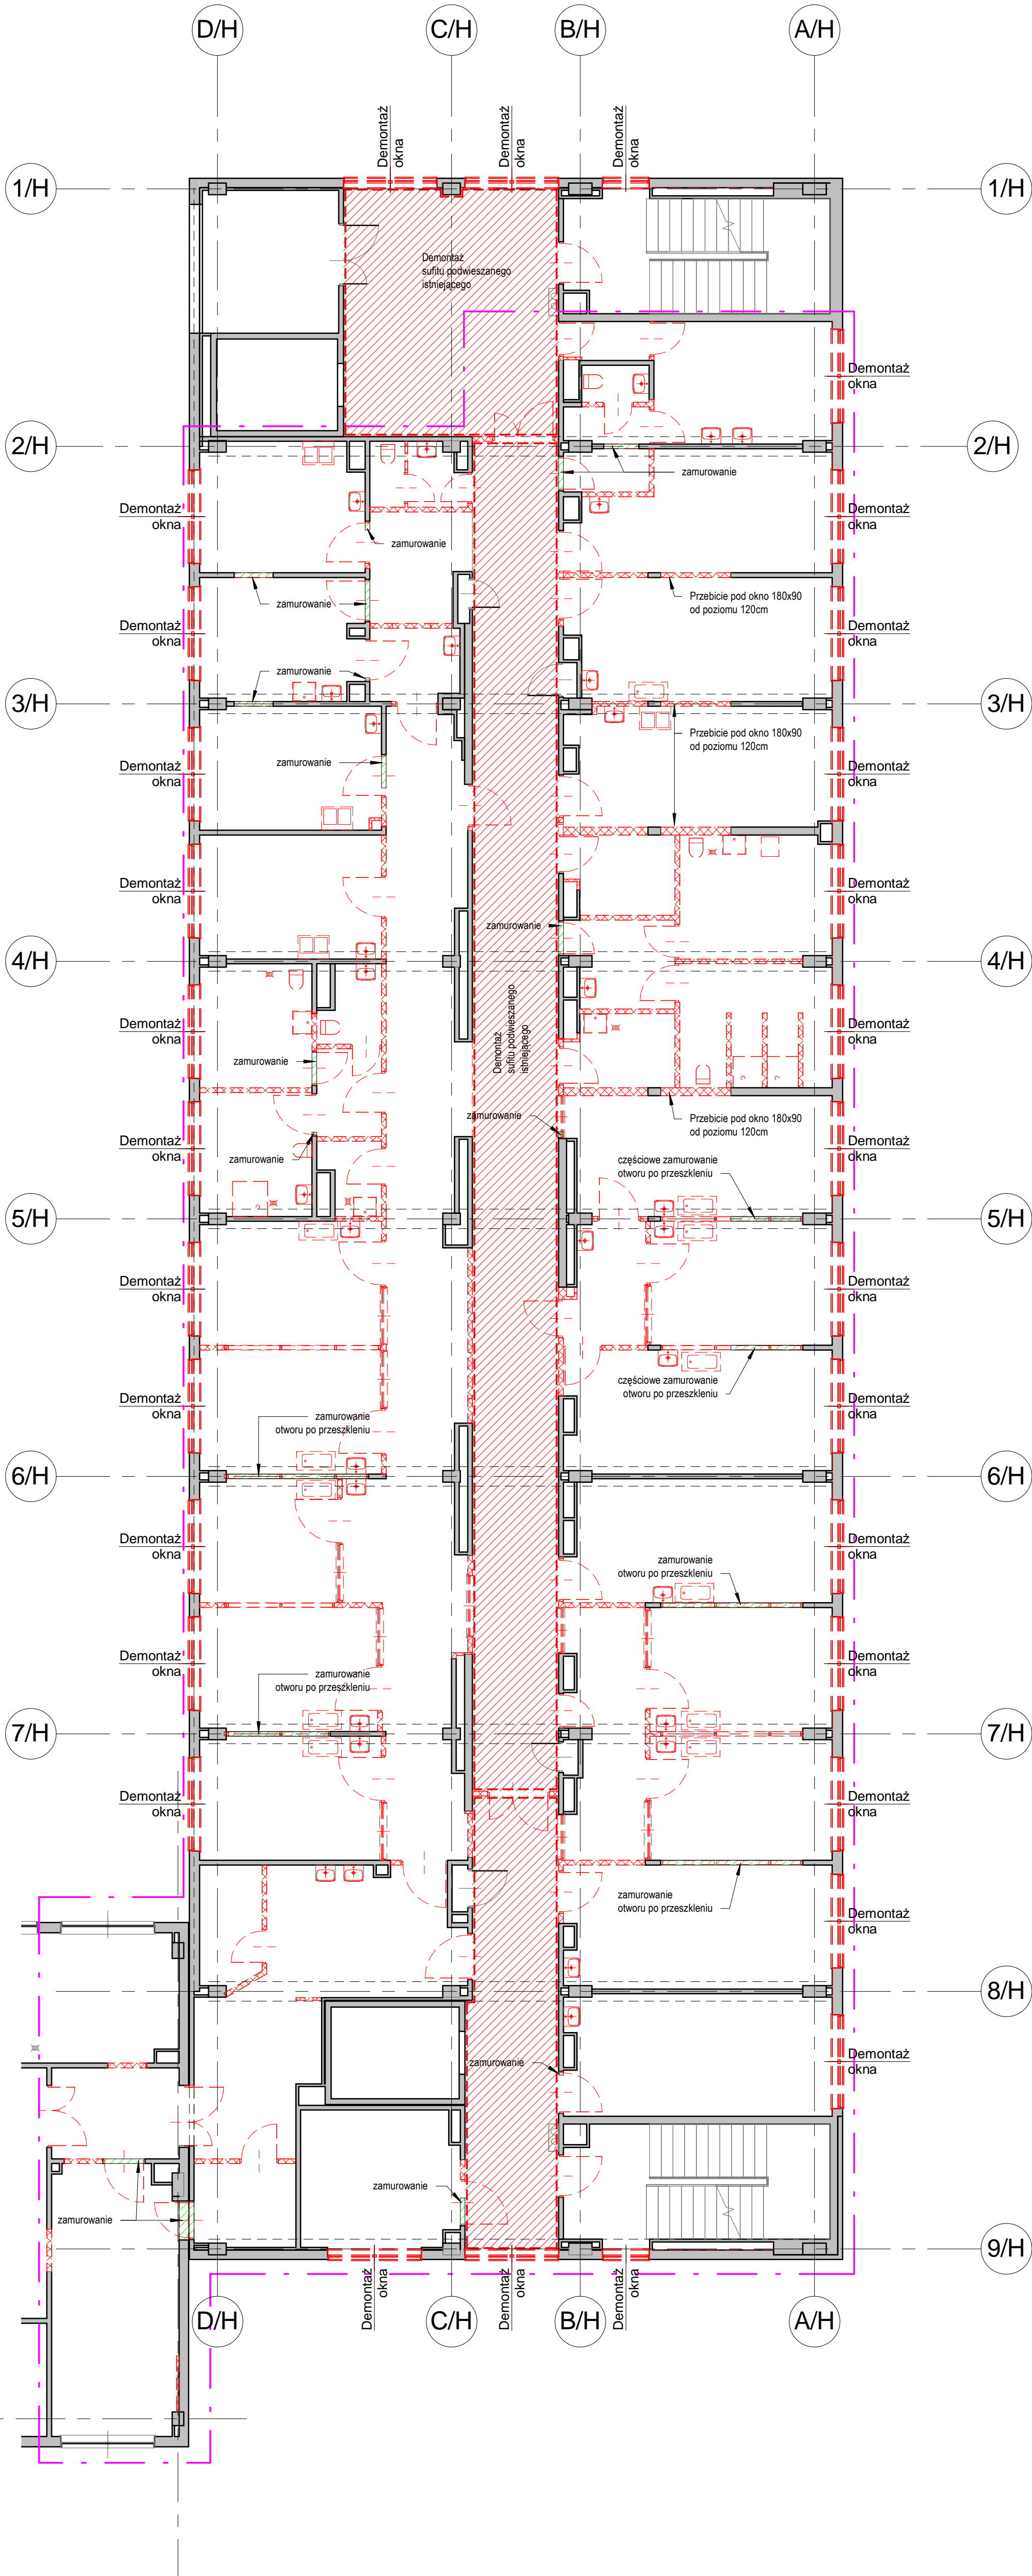 D/H
C/H
B/H
A/H
Demontaż
okna
Demontaż
okna
Demontaż
okna
1/H
1/H
Demontaż
sufitu podwieszanego
istniejącego
Demontaż
okna
2/H
2/H
zamurowanie
Demontaż
okna
Demontaż
okna
zamurowanie
zamurowanie
Przebicie pod okno 180x90
od poziomu 120cm
Demontaż
okna
Demontaż
okna
zamurowanie
3/H
3/H
Przebicie pod okno 180x90
od poziomu 120cm
zamurowanie
Demontaż
okna
Demontaż
okna
Demontaż
okna
Demontaż
okna
zamurowanie
4/H
4/H
Demontaż
sufitu podwieszanego
istniejącego
Demontaż
okna
Demontaż
okna
zamurowanie
zamurowanie
Przebicie pod okno 180x90
od poziomu 120cm
Demontaż
okna
Demontaż
okna
zamurowanie
częściowe zamurowanie
otworu po przeszkleniu
5/H
5/H
Demontaż
okna
Demontaż
okna
częściowe zamurowanie
otworu po przeszkleniu
Demontaż
okna
Demontaż
okna
zamurowanie
otworu po przeszkleniu
6/H
6/H
Demontaż
okna
Demontaż
okna
zamurowanie
otworu po przeszkleniu
Demontaż
okna
Demontaż
okna
zamurowanie
otworu po przeszkleniu
7/H
7/H
Demontaż
okna
Demontaż
okna
zamurowanie
otworu po przeszkleniu
Demontaż
okna
8/H
zamurowanie
Demontaż
okna
zamurowanie
zamurowanie
9/H
Demontaż
okna
Demontaż
okna
Demontaż
okna
D/H
C/H
B/H
A/H